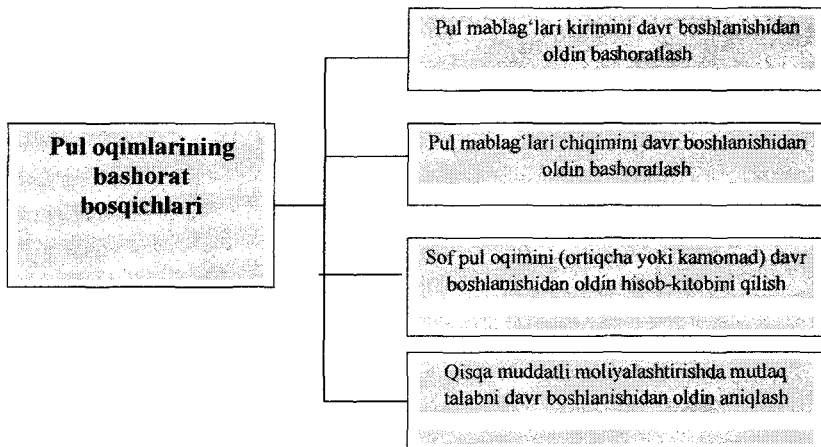 Pul mablag‘lari kirimini davr boshlanishidan
oldin bashoratlash
Pul oqimlarining
bashorat
bosqichlari
Pul mablag‘lari chiqimini davr boshlanishidan
oldin bashoratlash
Sof pul oqimini (ortiqcha yoki kamomad) davr
boshlanishidan oldin hisob-kitobini qilish
Qisqa muddatli moliyalashtirishda mutlaq
talabni davr boshlanishidan oldin aniqlash